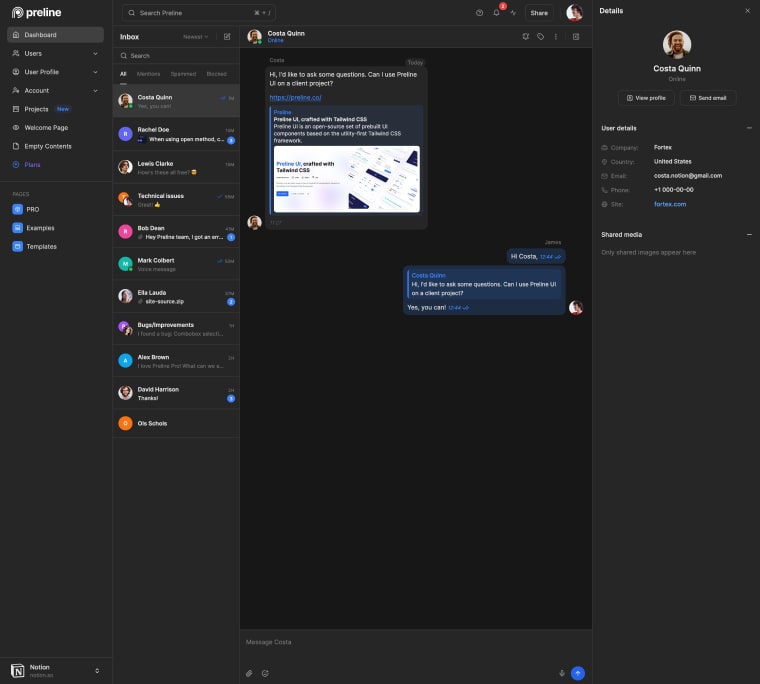 preline
Dashboard
Users
User Profile
Account
Projects New
Welcome Page
Empty Contents
Plans
PAGES
PRO
Examples
Templates
Notion
notion.so
Search Preline
/
Share
Inbox
Newest
Search
All Mentions Spammed Blocked
Costa Quinn
Yes, you can!
Rachel Doe
When using open method, c...
3
Lewis Clarke
How's these all free?
Technical issues
Great!
Bob Dean
Hey Preline team, I got an err...
1
Mark Colbert
Voice message
Ella Lauda
site-source.zip
2
Bugs/Improvements
1H
I found a bug: Combobox selecti...
Alex Brown
2H
I love Preline Pro! What can we s...
David Harrison
2H
Thanks!
Ols Schols
Costa Quinn
Online
Costa
Today
Hi, I'd like to ask some questions. Can I use Preline
UI on a client project?
https://preline.co/
Preline
Preline UI, crafted with Tailwind CSS
Preline UI is an open-source set of prebuilt UI
components based on the utility-first Tailwind CSS
framework.
Preline UI, crafted with
Tailwind CSS
11:27
James
Hi Costa, 12:44
Costa Quinn
Hi, I'd like to ask some questions. Can I use Preline UI
on a client project?
Yes, you can! 12:44
Message Costa
Details
Costa Quinn
Online
View profile
Send email
User details
Company: Fortex
Country: United States
Email: costa.notion@gmail.com
Phone: +1 000-00-00
Site: fortex.com
Shared media
Only shared images appear here